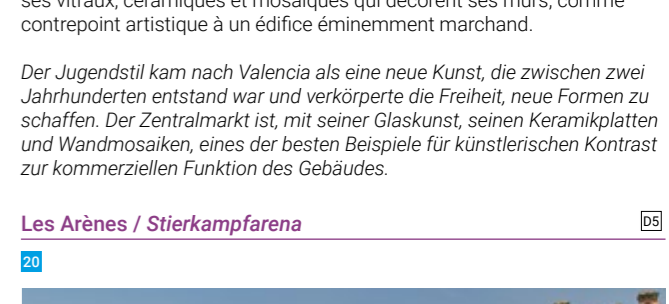 ses vitraux, céramiques et mosaïques qui décorent ses murs, comme
contrepoint artistique à un édifice éminemment marchand.
Der Jugendstil kam nach Valencia als eine neue Kunst, die zwischen zwei
Jahrhunderten entstand war und verkörperte die Freiheit, neue Formen zu
schaffen. Der Zentralmarkt ist, mit seiner Glaskunst, seinen Keramikplatten
und Wandmosaiken, eines der besten Beispiele für künstlerischen Kontrast
zur kommerziellen Funktion des Gebäudes.
Les Arènes / Stierkampfarena D5
20